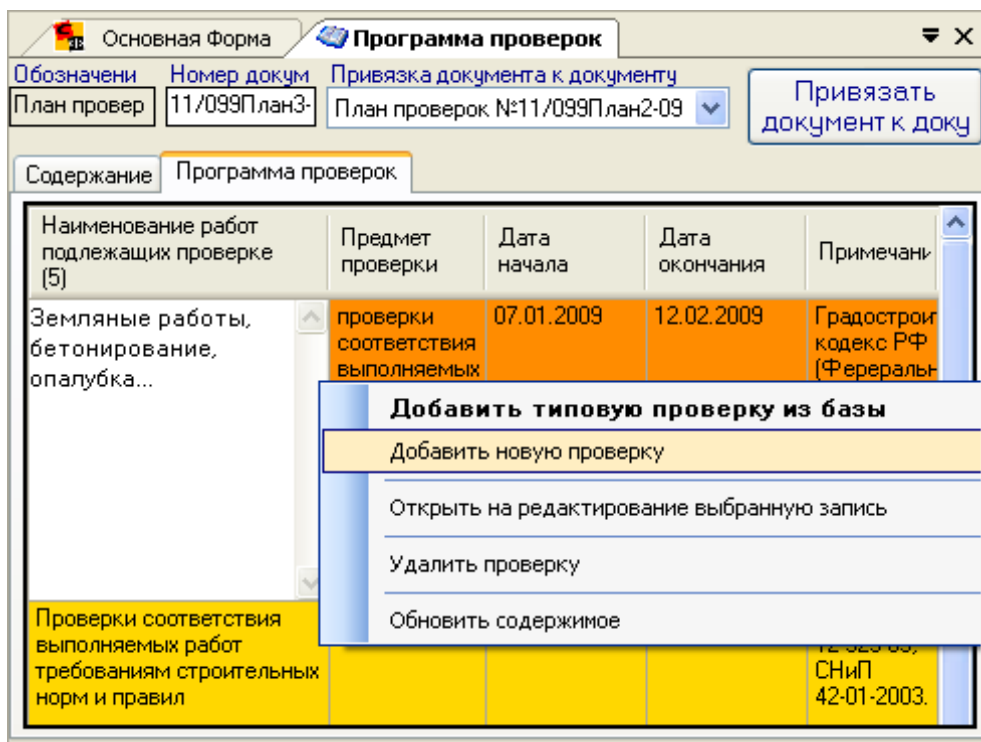 Основная Форма
Программа проверок
Обозначени Номер докум Привязка документа к документу
План провер 11/099План3- План проверок №11/099План2-09
Привязать
документ к доку
Содержание Программа проверок
Наименование работ
подлежащих проверке
(5)
Предмет
проверки
Дата
начала
Дата
окончания
Примечани
Земляные работы,
бетонирование,
опалубка...
проверки
соответствия
выполняемых
07.01.2009
12.02.2009
Градостроит
кодекс РФ
(Фереральн
Добавить типовую проверку из базы
Добавить новую проверку
Открыть на редактирование выбранную запись
Удалить проверку
Обновить содержимое
Проверки соответствия
выполняемых работ
требованиям строительных
норм и правил
СНиП
42-01-2003.